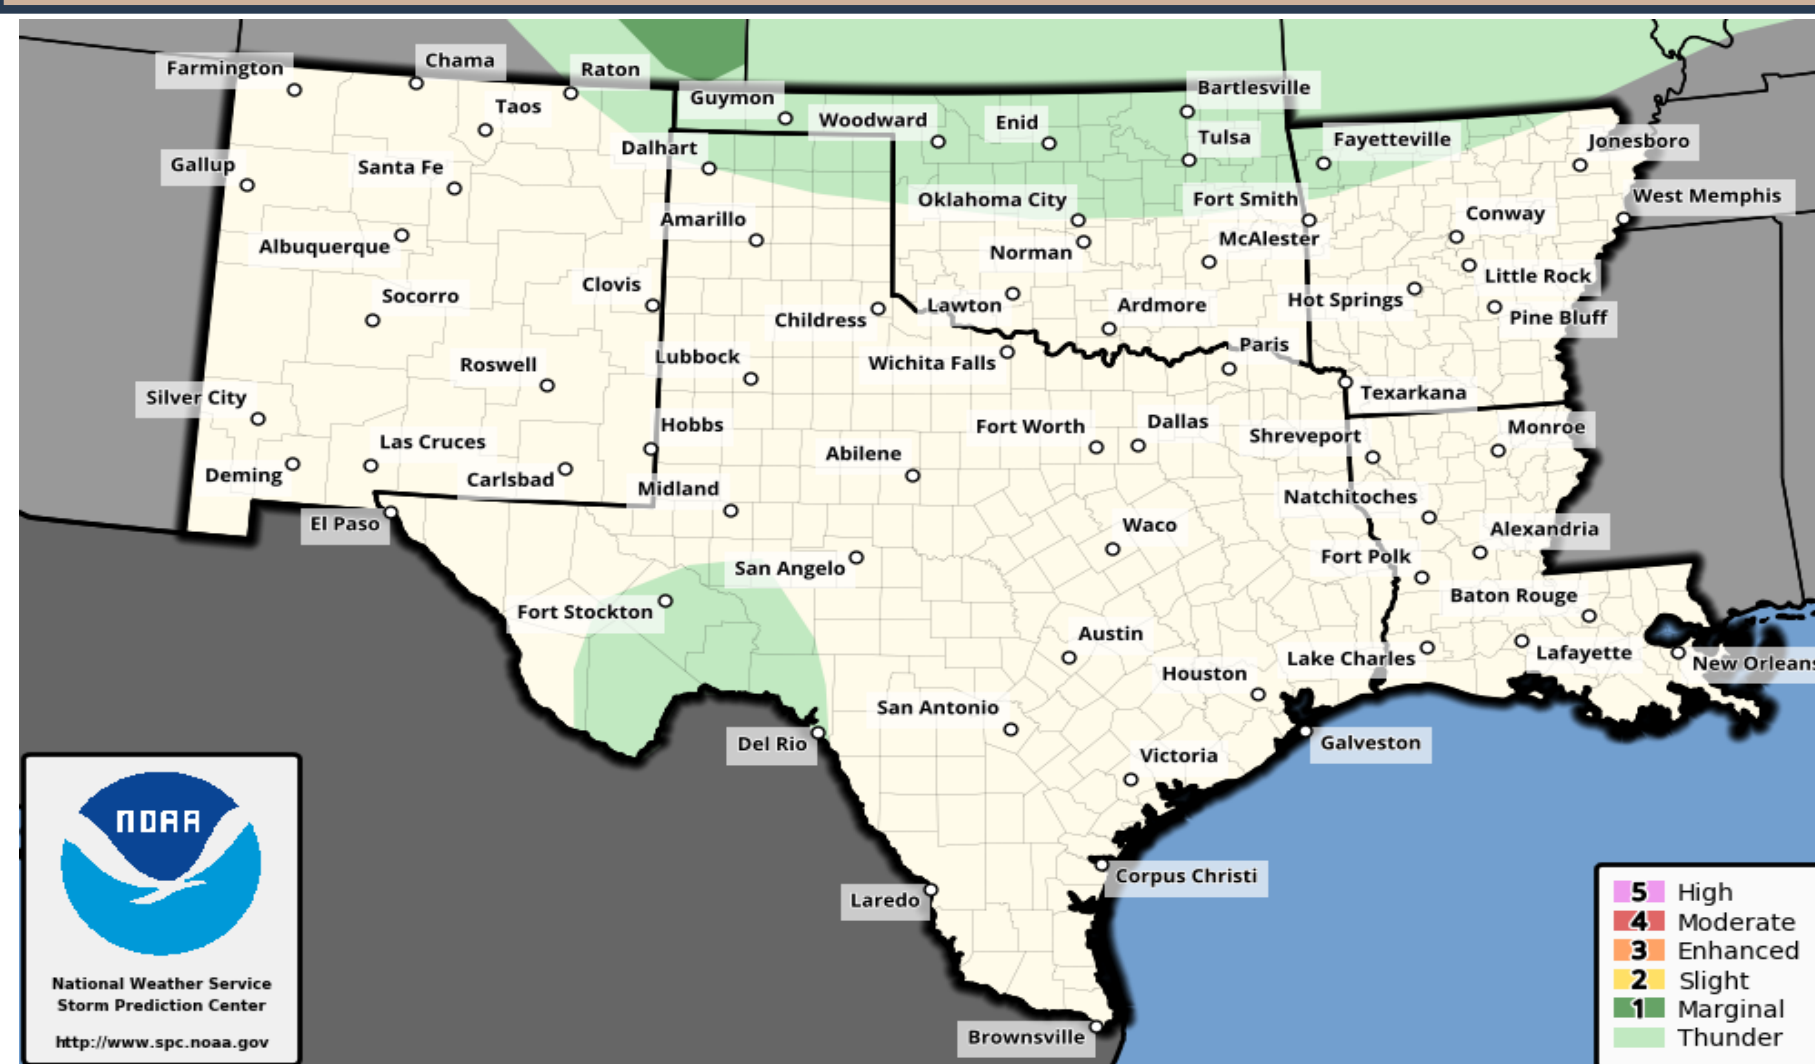 Farmington
Chama
Raton
Taos
Guymon
Woodward
Enid
Bartlesville
Tulsa
Fayetteville
Jonesboro
Gallup
Santa Fe
Dalhart
Oklahoma City
Fort Smith
West Memphis
Albuquerque
Amarillo
Norman
McAlester
Conway
Socorro
Clovis
Childress
Lawton
Ardmore
Hot Springs
Little Rock
Pine Bluff
Roswell
Lubbock
Wichita Falls
Paris
Texarkana
Silver City
Las Cruces
Hobbs
Abilene
Fort Worth
Dallas
Shreveport
Monroe
Deming
Carlsbad
Midland
Natchitoches
El Paso
San Angelo
Waco
Fort Polk
Alexandria
Fort Stockton
Austin
Baton Rouge
Houston
Lake Charles
Lafayette
New Orleans
Del Rio
San Antonio
Victoria
Galveston
Laredo
Corpus Christi
Brownsville
NOAA
National Weather Service
Storm Prediction Center
http://www.spc.noaa.gov
5 High
4 Moderate
3 Enhanced
2 Slight
1 Marginal
Thunder